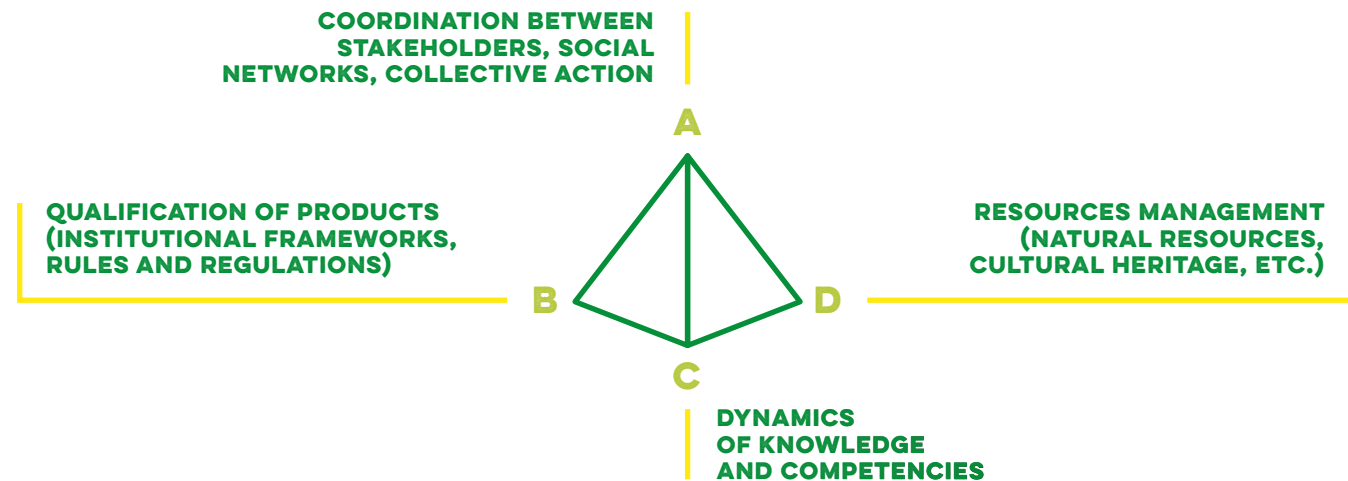 COORDINATION BETWEEN
STAKEHOLDERS, SOCIAL
NETWORKS, COLLECTIVE ACTION
A
QUALIFICATION OF PRODUCTS
(INSTITUTIONAL FRAMEWORKS,
RULES AND REGULATIONS)
B
RESOURCES MANAGEMENT
(NATURAL RESOURCES,
CULTURAL HERITAGE, ETC.)
D
C
DYNAMICS
OF KNOWLEDGE
AND COMPETENCIES